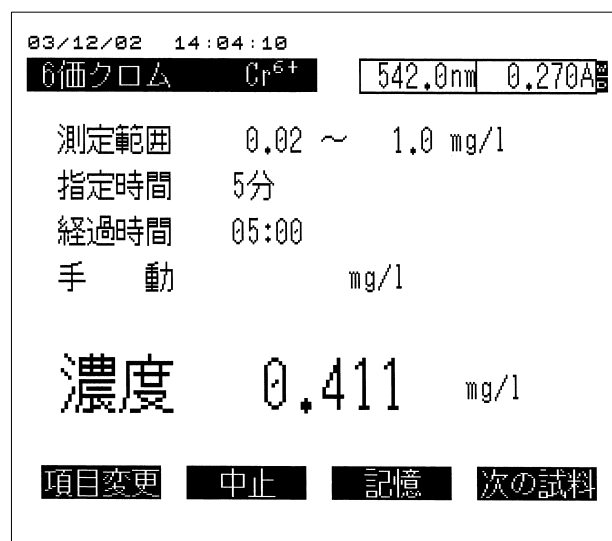 03/12/02 14:04:10
6価クロム Cr⁶⁺ 542.0nm 0.270A
測定範囲 0.02 ～ 1.0 mg/l
指定時間 5分
経過時間 05:00
手 動 mg/l
濃度 0.411 mg/l
項目変更 中止 記憶 次の試料